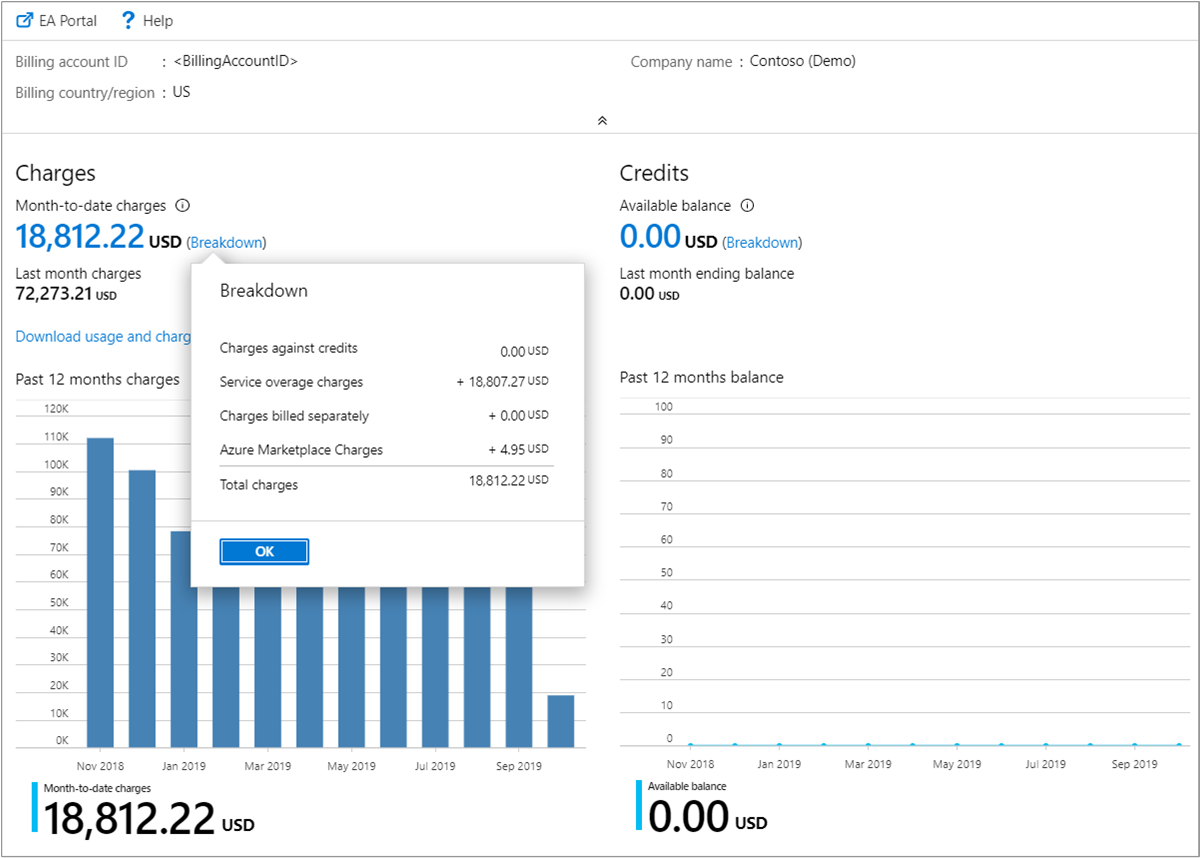 EA Portal ? Help
Billing account ID : <BillingAccountID>
Company name : Contoso (Demo)
Billing country/region : US
Charges
Month-to-date charges
18,812.22 USD (Breakdown)
Last month charges
72,273.21 USD
Download usage and charg
Past 12 months charges
Breakdown
Charges against credits 0.00 USD
Service overage charges + 18,807.27 USD
Charges billed separately + 0.00 USD
Azure Marketplace Charges + 4.95 USD
Total charges 18,812.22 USD
OK
120K
110K
100K
90K
80K
70K
60K
50K
40K
30K
20K
10K
0K
Nov 2018 Jan 2019 Mar 2019 May 2019 Jul 2019 Sep 2019
Month-to-date charges
18,812.22 USD
Credits
Available balance
0.00 USD (Breakdown)
Last month ending balance
0.00 USD
Past 12 months balance
100
90
80
70
60
50
40
30
20
10
0
Nov 2018 Jan 2019 Mar 2019 May 2019 Jul 2019 Sep 2019
Available balance
0.00 USD